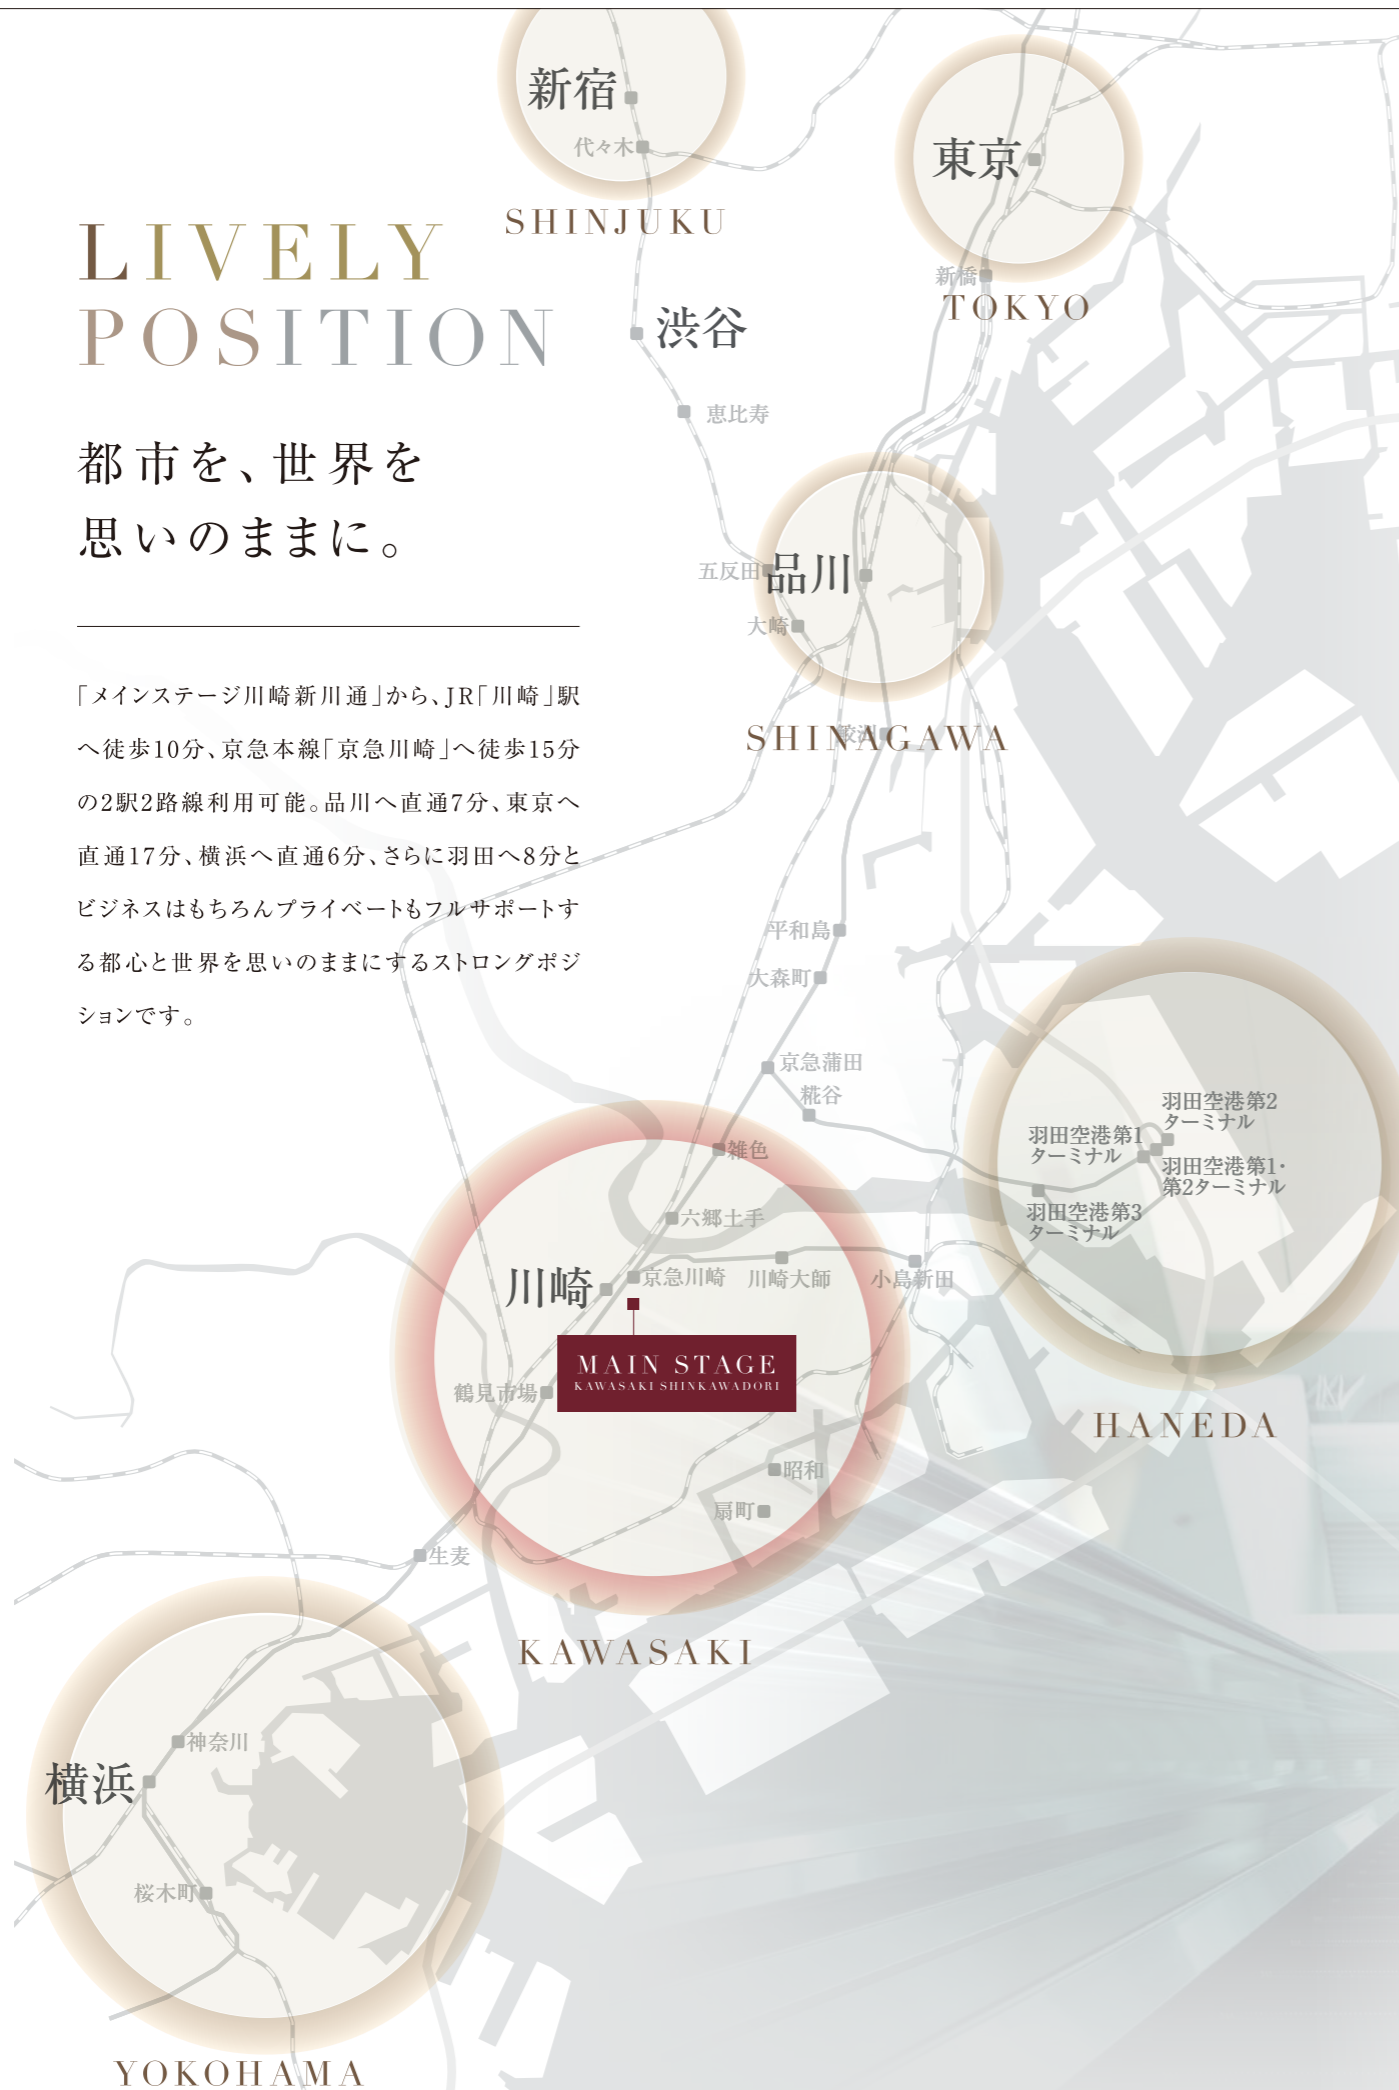 新宿
代々木
SHINJUKU
東京
新橋
TOKYO
LIVELY
POSITION
渋谷
恵比寿
都市を、世界を
思いのままに。
五反田
品川
大崎
鮫洲
SHINAGAWA
「メインステージ川崎新川通」から、JR「川崎」駅
へ徒歩10分、京急本線「京急川崎」へ徒歩15分
の2駅2路線利用可能。品川へ直通7分、東京へ
直通17分、横浜へ直通6分、さらに羽田へ8分と
ビジネスはもちろんプライベートもフルサポートす
る都心と世界を思いのままにするストロングポジ
ションです。
平和島
大森町
京急蒲田
糀谷
雑色
六郷土手
羽田空港第2
ターミナル
羽田空港第1
ターミナル
羽田空港第1・
第2ターミナル
羽田空港第3
ターミナル
川崎
京急川崎
川崎大師
小島新田
MAIN STAGE
KAWASAKI SHINKAWADORI
鶴見市場
HANEDA
昭和
扇町
生麦
KAWASAKI
神奈川
横浜
桜木町
YOKOHAMA